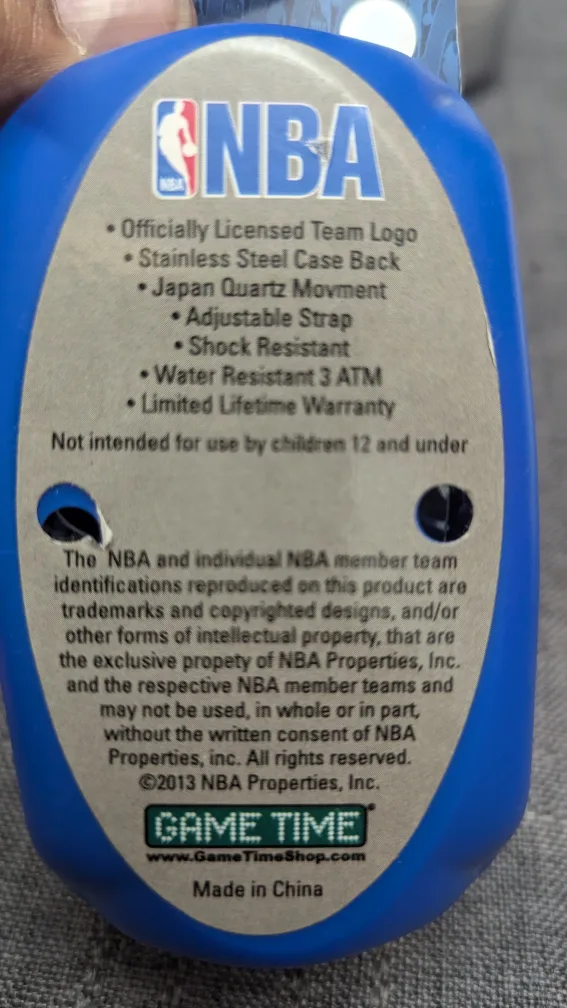 NBA
NBA
• Officially Licensed Team Logo
• Stainless Steel Case Back
• Japan Quartz Movment
• Adjustable Strap
• Shock Resistant
• Water Resistant 3 ATM
• Limited Lifetime Warranty
Not intended for use by children 12 and under
The NBA and individual NBA member team
identifications reproduced on this product are
trademarks and copyrighted designs, and/or
other forms of intellectual property, that are
the exclusive propety of NBA Properties, Inc.
and the respective NBA member teams and
may not be used, in whole or in part,
without the written consent of NBA
Properties, inc. All rights reserved.
©2013 NBA Properties, Inc.
GAME TIME®
www.GameTimeShop.com
Made in China